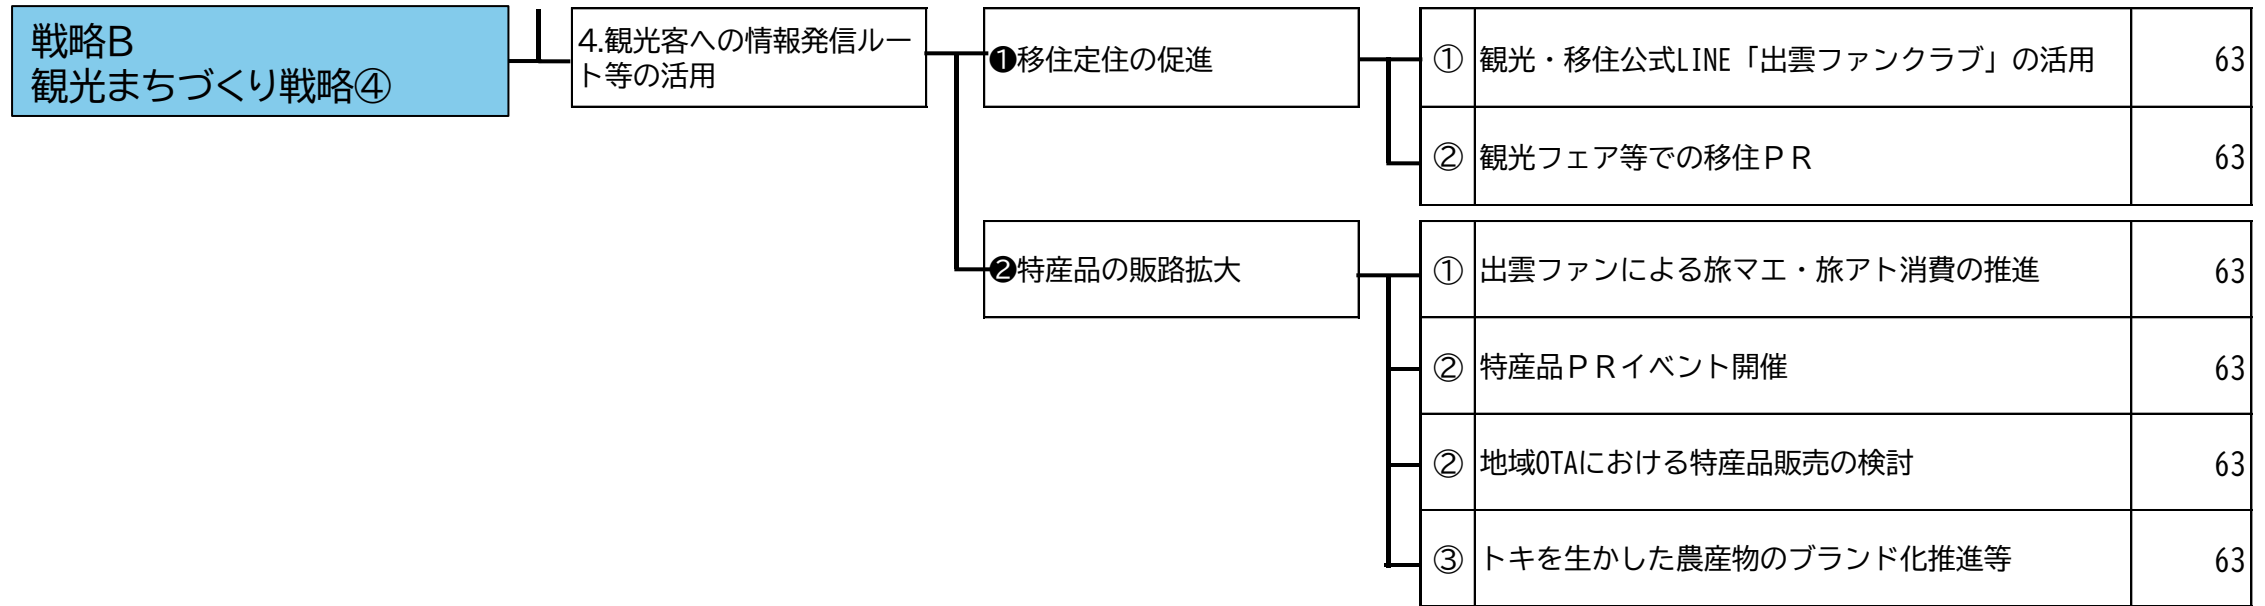 戦略B
観光まちづくり戦略④
4.観光客への情報発信ルー
ト等の活用
❶移住定住の促進
① 観光・移住公式LINE「出雲ファンクラブ」の活用 63
② 観光フェア等での移住ＰＲ 63
❷特産品の販路拡大
① 出雲ファンによる旅マエ・旅アト消費の推進 63
② 特産品ＰＲイベント開催 63
② 地域OTAにおける特産品販売の検討 63
③ トキを生かした農産物のブランド化推進等 63